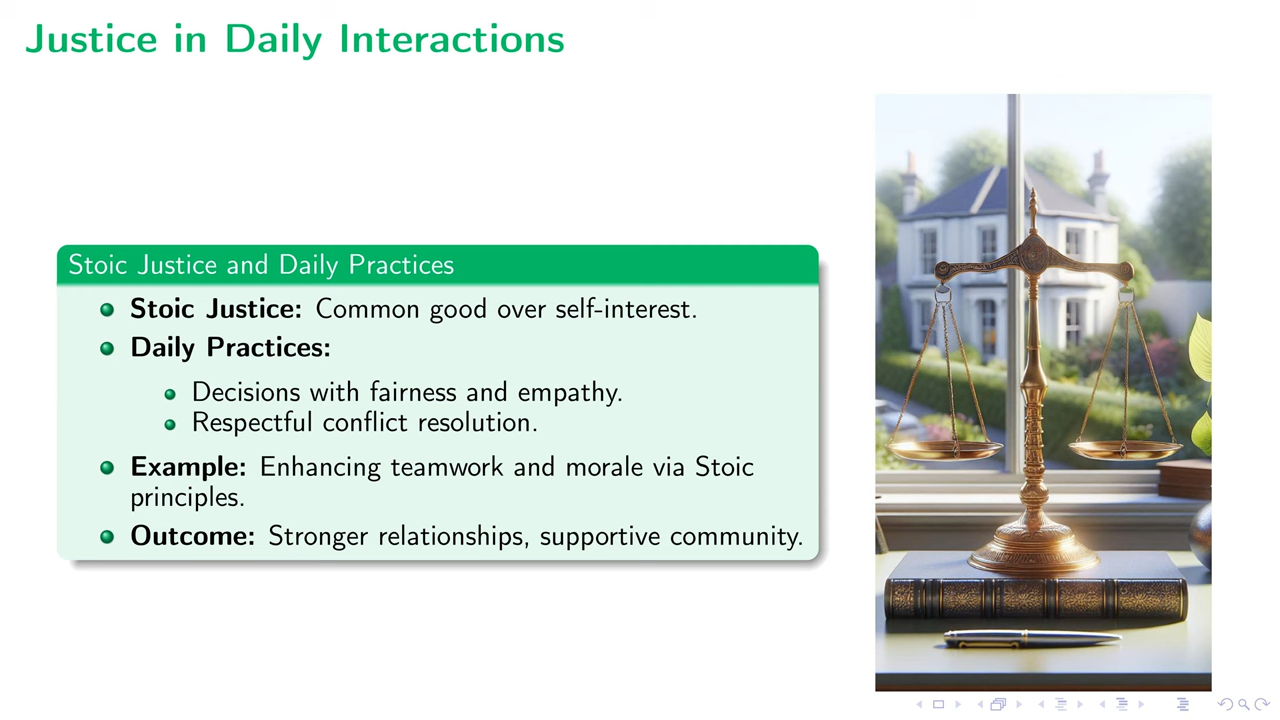 Justice in Daily Interactions
Stoic Justice and Daily Practices
Stoic Justice: Common good over self-interest.
Daily Practices:
Decisions with fairness and empathy.
Respectful conflict resolution.
Example: Enhancing teamwork and morale via Stoic
principles.
Outcome: Stronger relationships, supportive community.